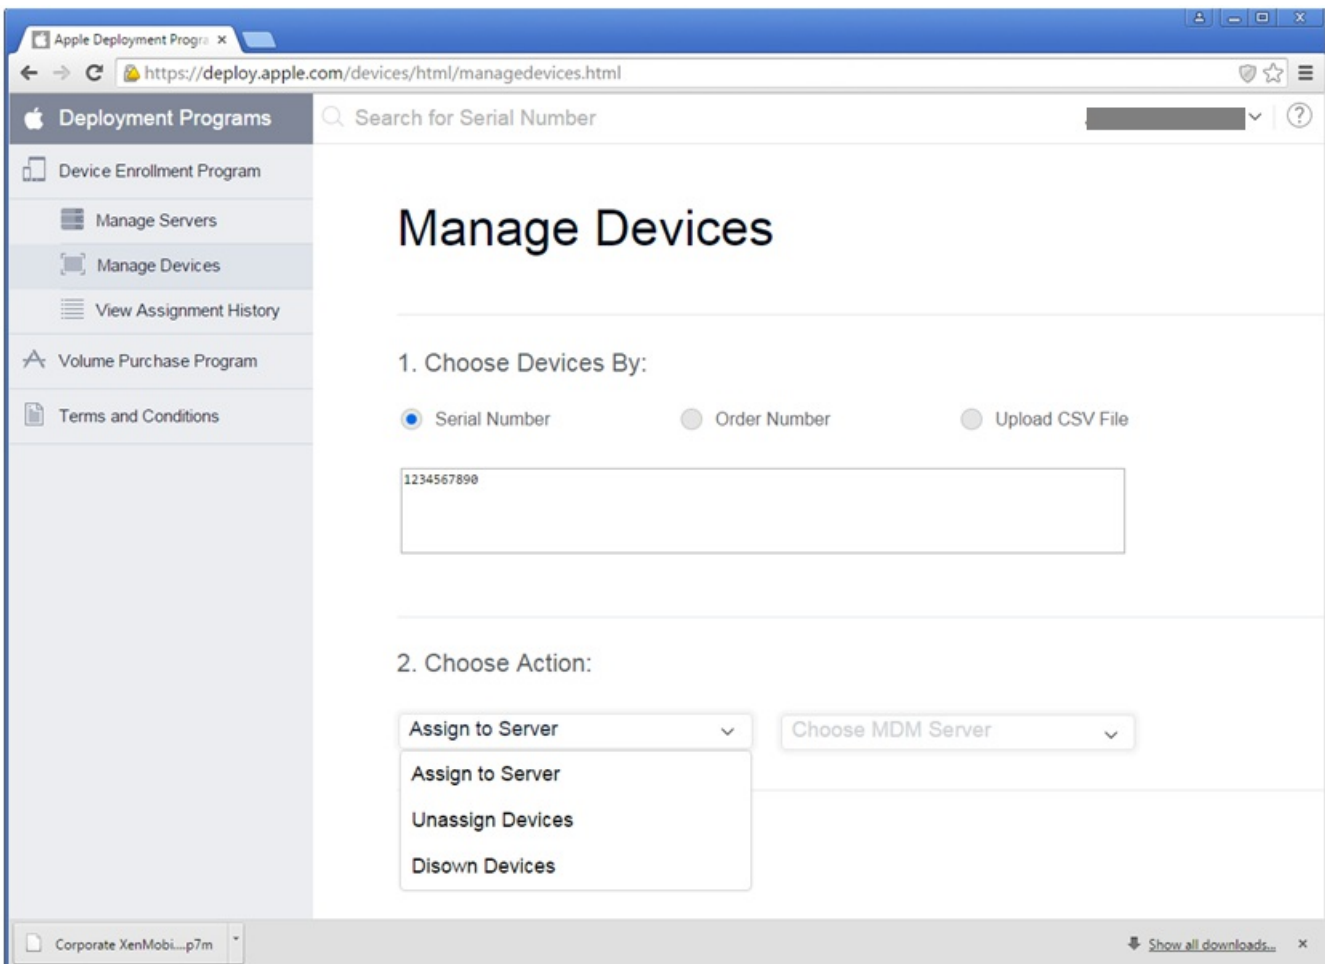 Apple Deployment Progra
https://deploy.apple.com/devices/html/managedevices.html
Deployment Programs
Search for Serial Number
Device Enrollment Program
Manage Servers
Manage Devices
View Assignment History
Volume Purchase Program
Terms and Conditions
Manage Devices
1. Choose Devices By:
Serial Number Order Number Upload CSV File
1234567890
2. Choose Action:
Assign to Server Choose MDM Server
Assign to Server
Unassign Devices
Disown Devices
Corporate XenMobi....p7m Show all downloads...